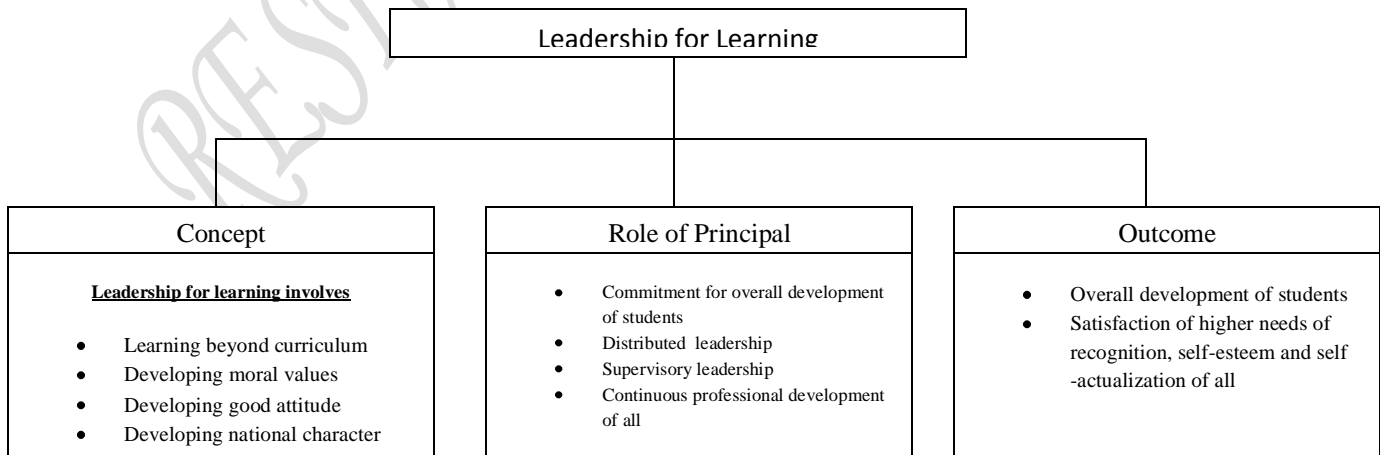 Leadership for Learning
Concept
Leadership for learning involves
• Learning beyond curriculum
• Developing moral values
• Developing good attitude
• Developing national character
Role of Principal
• Commitment for overall development
of students
• Distributed leadership
• Supervisory leadership
• Continuous professional development
of all
Outcome
• Overall development of students
• Satisfaction of higher needs of
recognition, self-esteem and self
-actualization of all